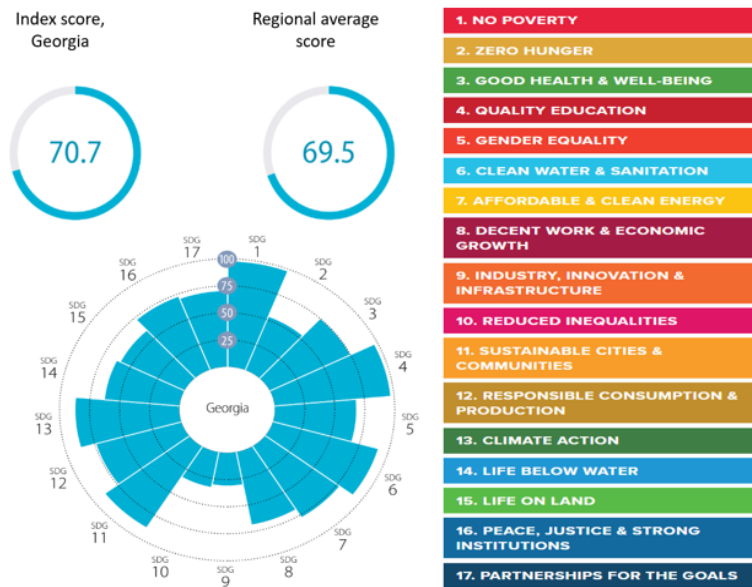 Index score,
Georgia
Regional average
score
70.7
69.5
SDG
1
SDG
2
SDG
3
SDG
4
SDG
5
SDG
6
SDG
7
SDG
8
SDG
9
SDG
10
SDG
11
SDG
12
SDG
13
SDG
14
SDG
15
SDG
16
SDG
17
100
75
50
25
Georgia
1. NO POVERTY
2. ZERO HUNGER
3. GOOD HEALTH & WELL-BEING
4. QUALITY EDUCATION
5. GENDER EQUALITY
6. CLEAN WATER & SANITATION
7. AFFORDABLE & CLEAN ENERGY
8. DECENT WORK & ECONOMIC
GROWTH
9. INDUSTRY, INNOVATION &
INFRASTRUCTURE
10. REDUCED INEQUALITIES
11. SUSTAINABLE CITIES &
COMMUNITIES
12. RESPONSIBLE CONSUMPTION &
PRODUCTION
13. CLIMATE ACTION
14. LIFE BELOW WATER
15. LIFE ON LAND
16. PEACE, JUSTICE & STRONG
INSTITUTIONS
17. PARTNERSHIPS FOR THE GOALS